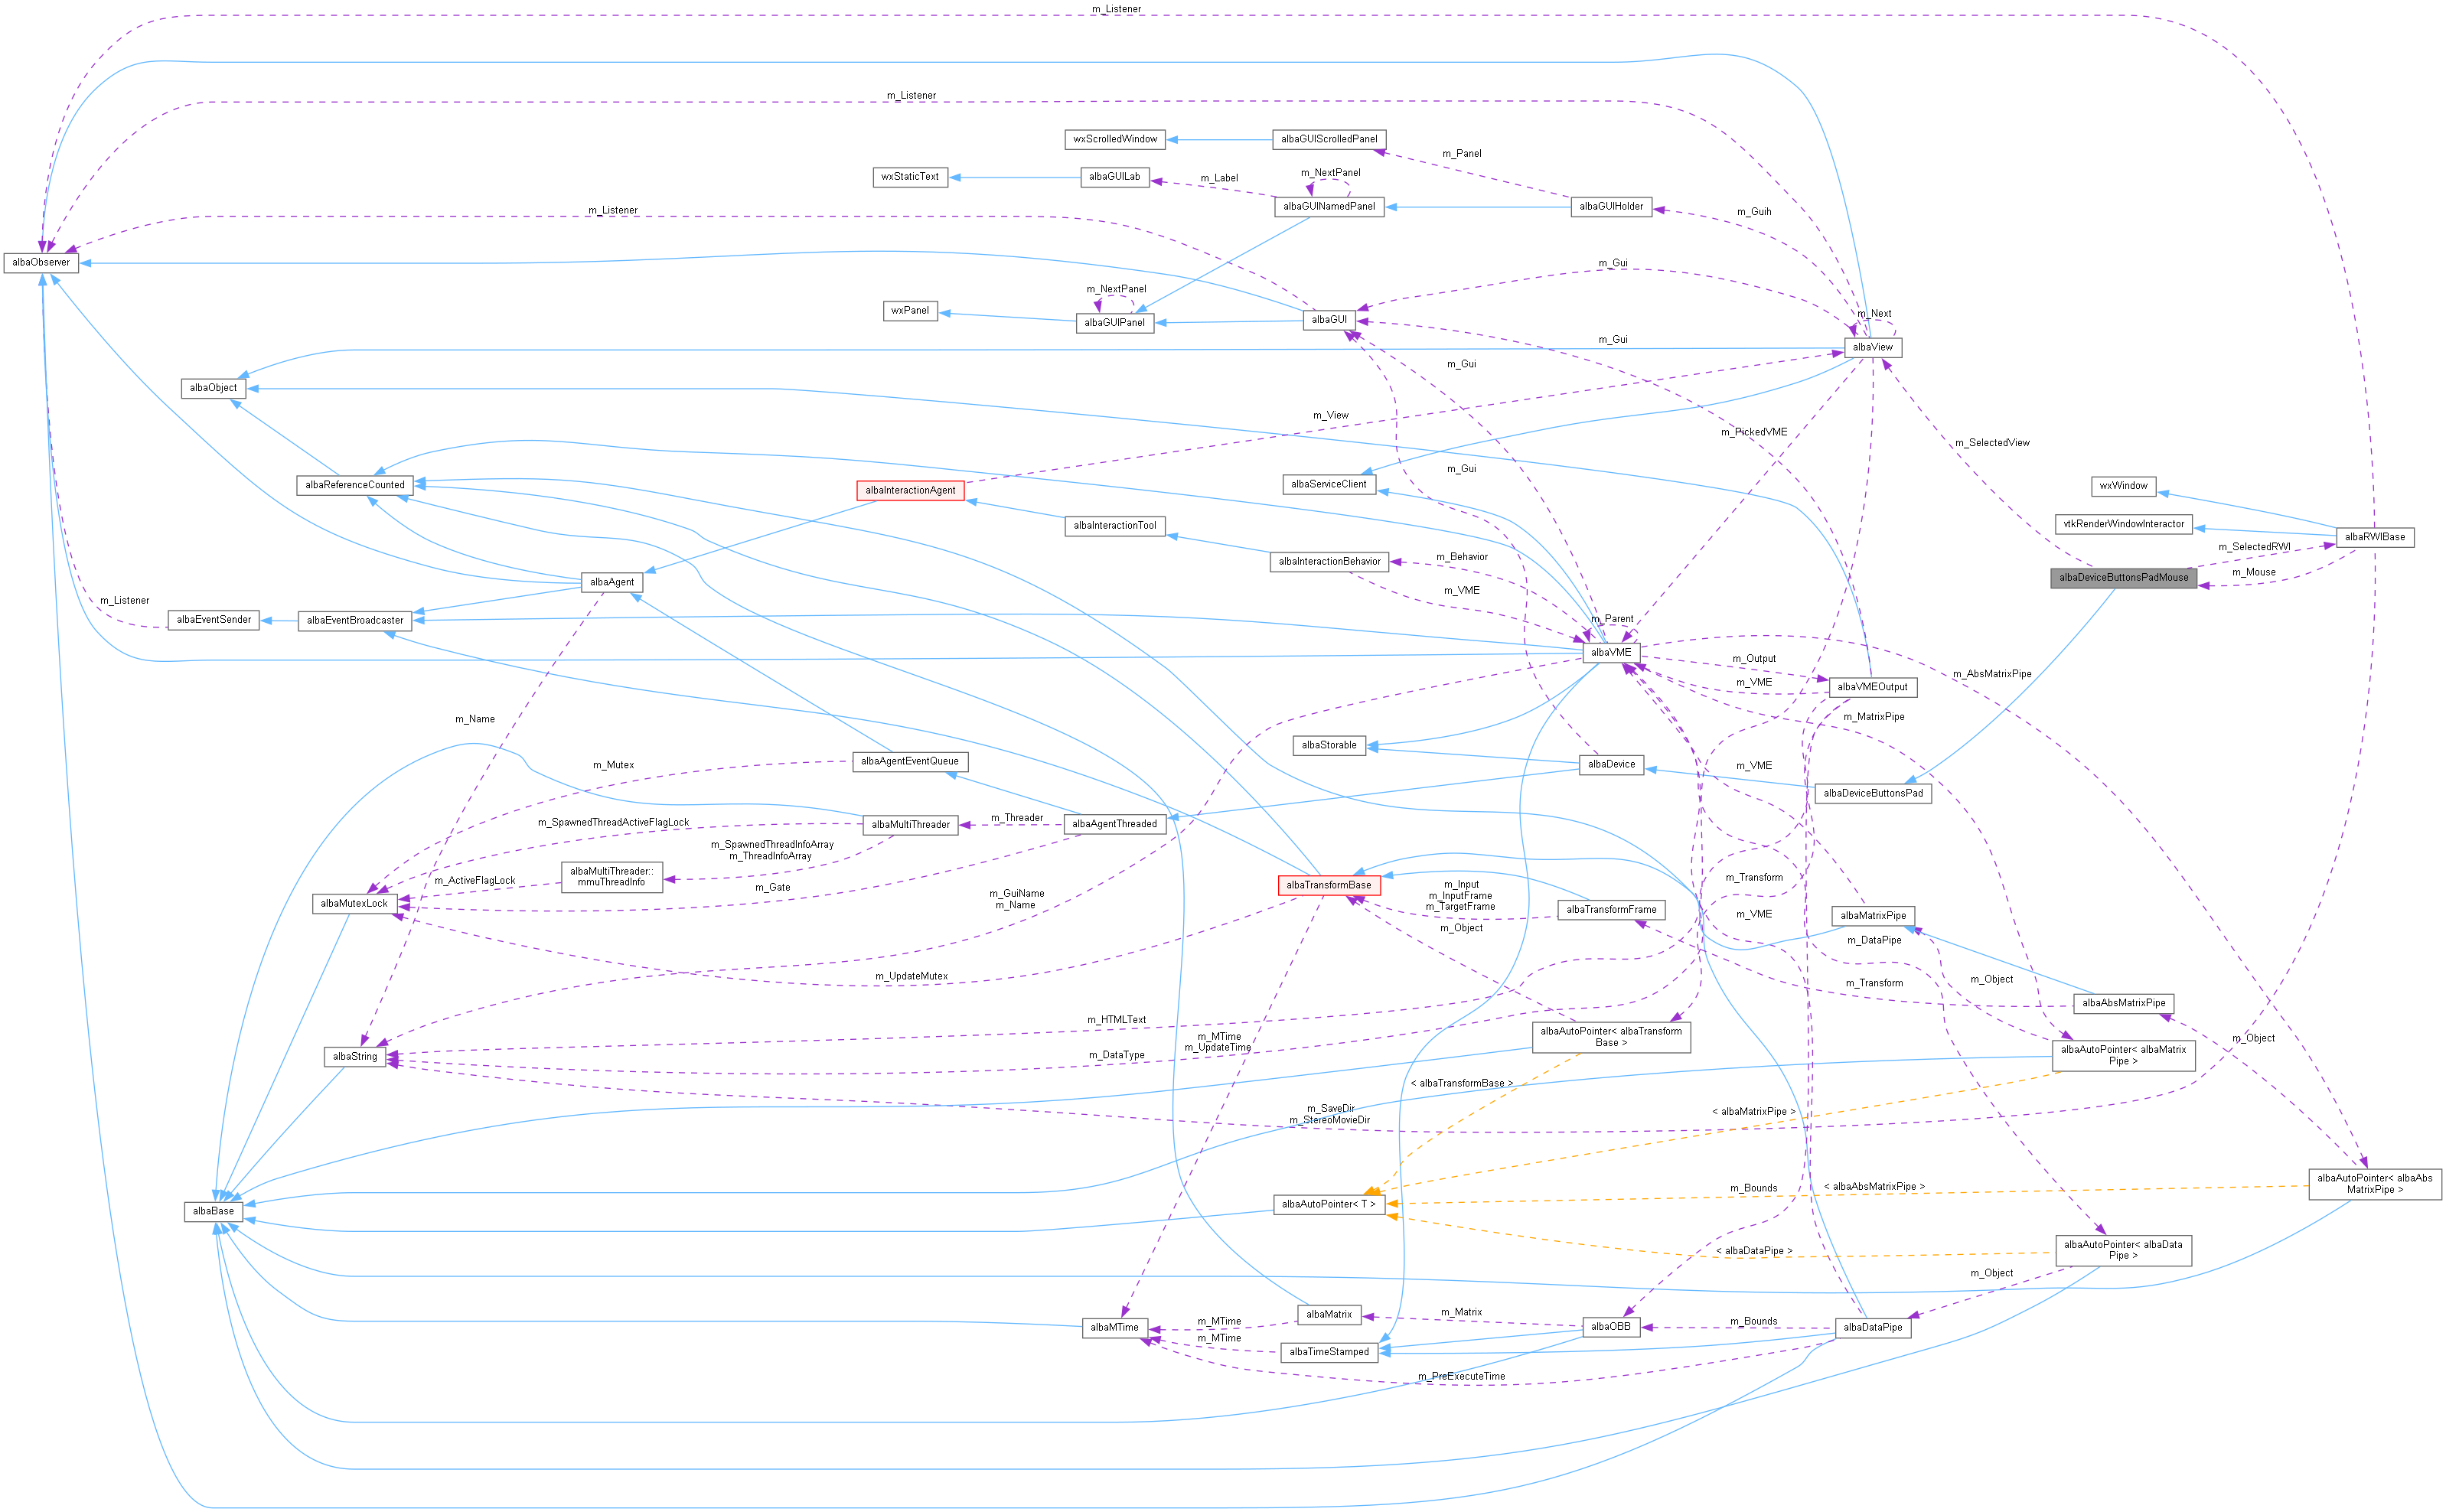 m_Listener
m_Listener
wxScrolledWindow
albaGUIScrolledPanel
m_Panel
wxStaticText
albaGUILab
m_Label
m_NextPanel
albaGUINamedPanel
albaGUIHolder
m_Listener
m_Guih
albaObserver
m_Gui
m_NextPanel
wxPanel
albaGUIPanel
albaGUI
m_Next
m_Gui
albaView
m_Gui
albaObject
m_View
m_PickedVME
m_SelectedView
m_Gui
albaReferenceCounted
albaInteractionAgent
albaServiceClient
wxWindow
albaInteractionTool
vtkRenderWindowInteractor
albaRWIBase
m_SelectedRWI
m_Behavior
albaInteractionBehavior
m_Mouse
albaAgent
albaDeviceButtonsPadMouse
m_VME
m_Listener
albaEventSender
albaEventBroadcaster
m_Parent
albaVME
m_Output
m_AbsMatrixPipe
m_VME
albaVMEOutput
m_Name
m_MatrixPipe
albaStorable
m_Mutex
albaAgentEventQueue
albaDevice
m_VME
albaDeviceButtonsPad
m_SpawnedThreadActiveFlagLock
albaMultiThreader
m_Threader
albaAgentThreaded
m_SpawnedThreadInfoArray
m_ThreadInfoArray
albaMultiThreader::
mmuThreadInfo
m_ActiveFlagLock
m_Gate
m_GuiName
m_Name
albaTransformBase
m_Input
m_InputFrame
m_TargetFrame
m_Transform
albaMutexLock
albaTransformFrame
m_VME
albaMatrixPipe
m_Object
m_DataPipe
m_UpdateMutex
m_Object
m_Transform
albaAbsMatrixPipe
m_HTMLText
m_MTime
m_UpdateTime
albaAutoPointer< albaTransform
Base >
m_Object
albaString
m_DataType
albaAutoPointer< albaMatrix
Pipe >
< albaTransformBase >
m_SaveDir
m_StereoMovieDir
< albaMatrixPipe >
albaAutoPointer< albaAbs
MatrixPipe >
m_Bounds
< albaAbsMatrixPipe >
albaBase
albaAutoPointer< T >
albaAutoPointer< albaData
Pipe >
< albaDataPipe >
m_Object
albaMatrix
m_Matrix
m_MTime
albaMTime
m_MTime
albaOBB
m_Bounds
albaDataPipe
albaTimeStamped
m_PreExecuteTime